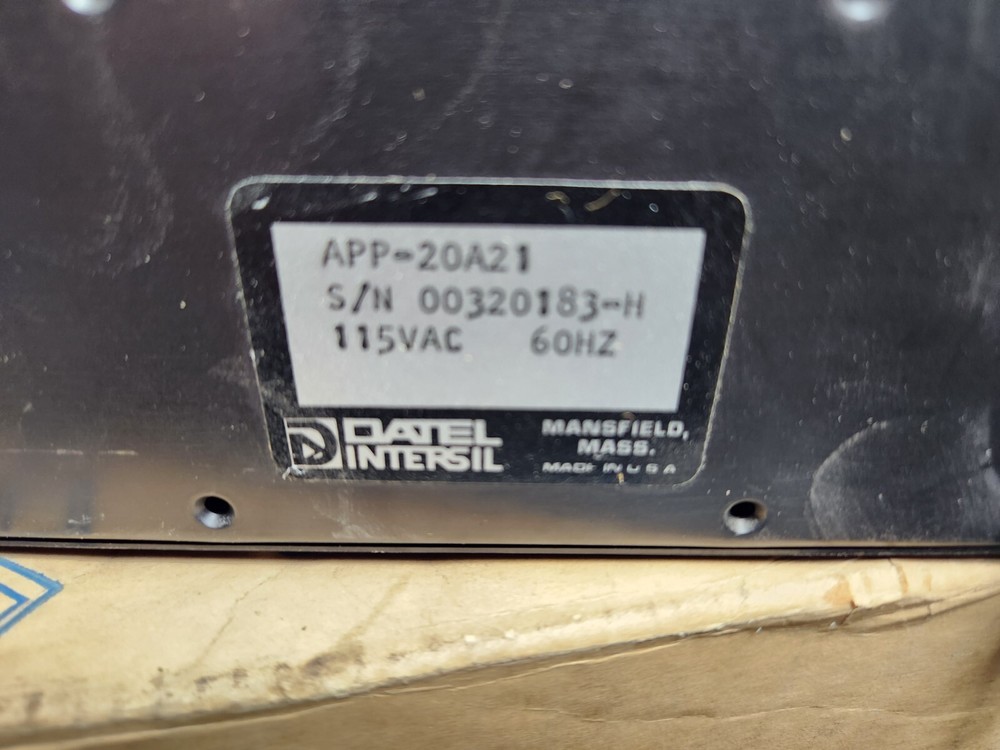 APP-20A21
S/N 00320183-H
115VAC 60HZ
DATEL
INTERSIL
MANSFIELD,
MASS.
MADE IN U S A